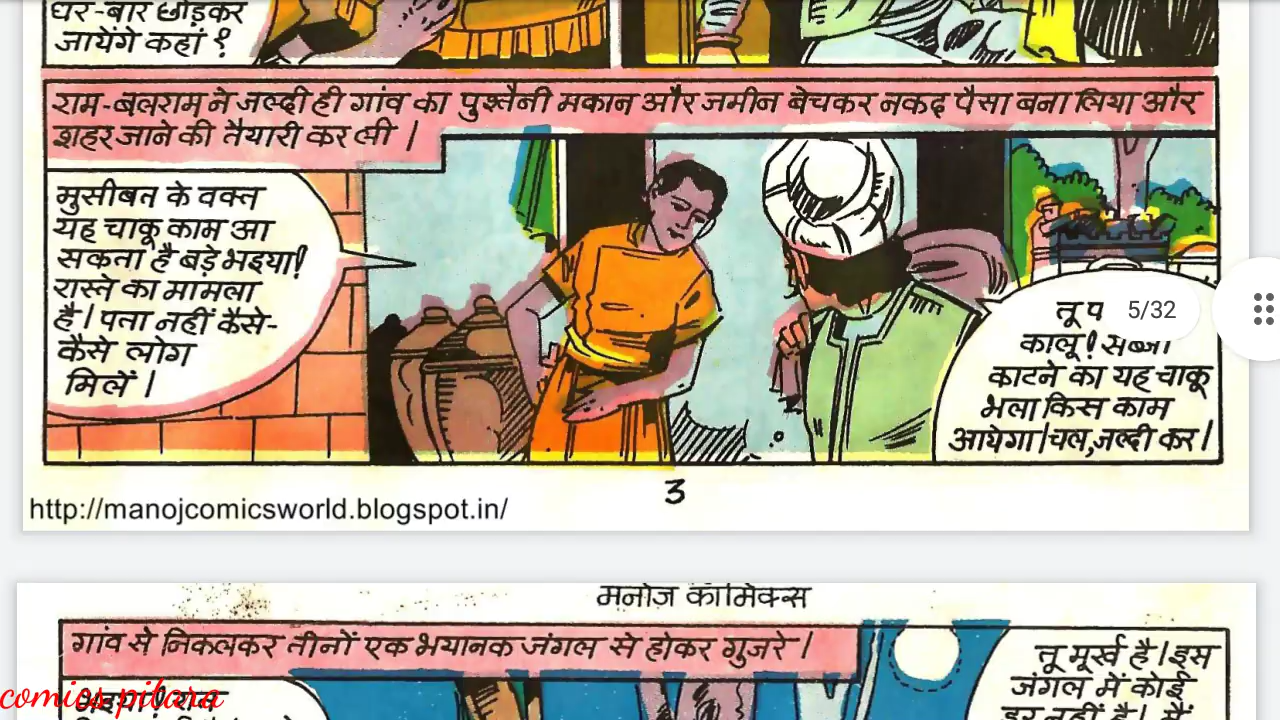 घर-बार छोड़कर
जायेंगे कहां ?
राम-बलराम ने जल्दी ही गांव का पुश्तैनी मकान और जमीन बेचकर नकद पैसा बना लिया और
शहर जाने की तैयारी कर ली ।
मुसीबत के वक्त
यह चाकू काम आ
सकता है बड़े भइया!
रास्ते का मामला
है। पता नहीं कैसे-
कैसे लोग
मिलें ।
तू प
5/32
कालू! सब्जी
काटने का यह चाकू
भला किस काम
आयेगा। चल, जल्दी कर।
3
http://manojcomicsworld.blogspot.in/
मनोज कॉमिक्स
गांव से निकलकर तीनों एक भयानक जंगल से होकर गुजरे ।
तू मूर्ख है। इस
जंगल में कोई
डर नहीं है। मैं
comics pitara
भइया! रात